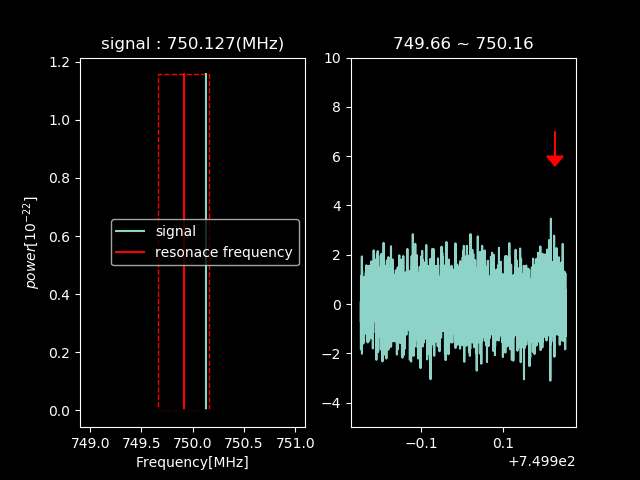 signal : 750.127(MHz)
1.2
1.0
0.8
0.6
0.4
0.2
0.0
power[10⁻²²]
signal
resonace frequency
749.0 749.5 750.0 750.5 751.0
Frequency[MHz]
749.66 ~ 750.16
10
8
6
4
2
0
−2
−4
−0.1 0.1
+7.499e2